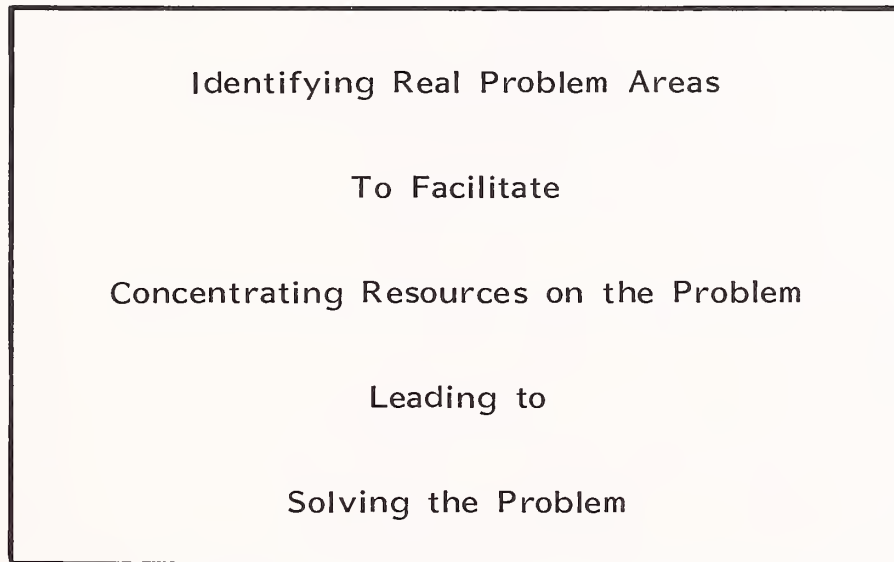 Identifying Real Problem Areas
To Facilitate
Concentrating Resources on the Problem
Leading to
Solving the Problem